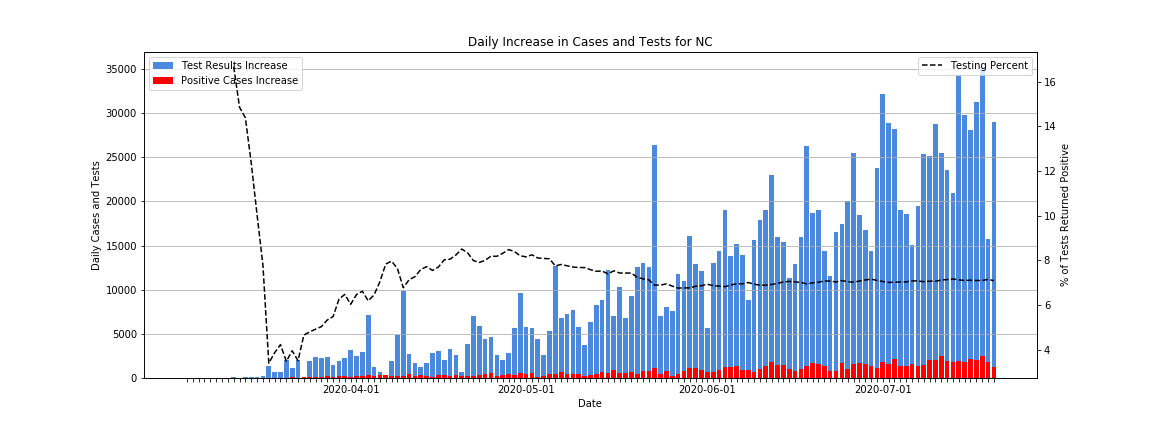 Daily Increase in Cases and Tests for NC
Test Results Increase
Positive Cases Increase
Testing Percent
35000
30000
25000
20000
15000
10000
5000
0
Daily Cases and Tests
16
14
12
10
8
6
4
% of Tests Returned Positive
2020-04-01
2020-05-01
2020-06-01
2020-07-01
Date